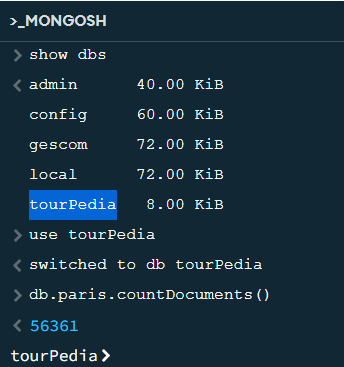 >_MONGOSH
> show dbs
< admin 40.00 KiB
config 60.00 KiB
gescom 72.00 KiB
local 72.00 KiB
tourPedia 8.00 KiB
> use tourPedia
< switched to db tourPedia
> db.paris.countDocuments()
< 56361
tourPedia>